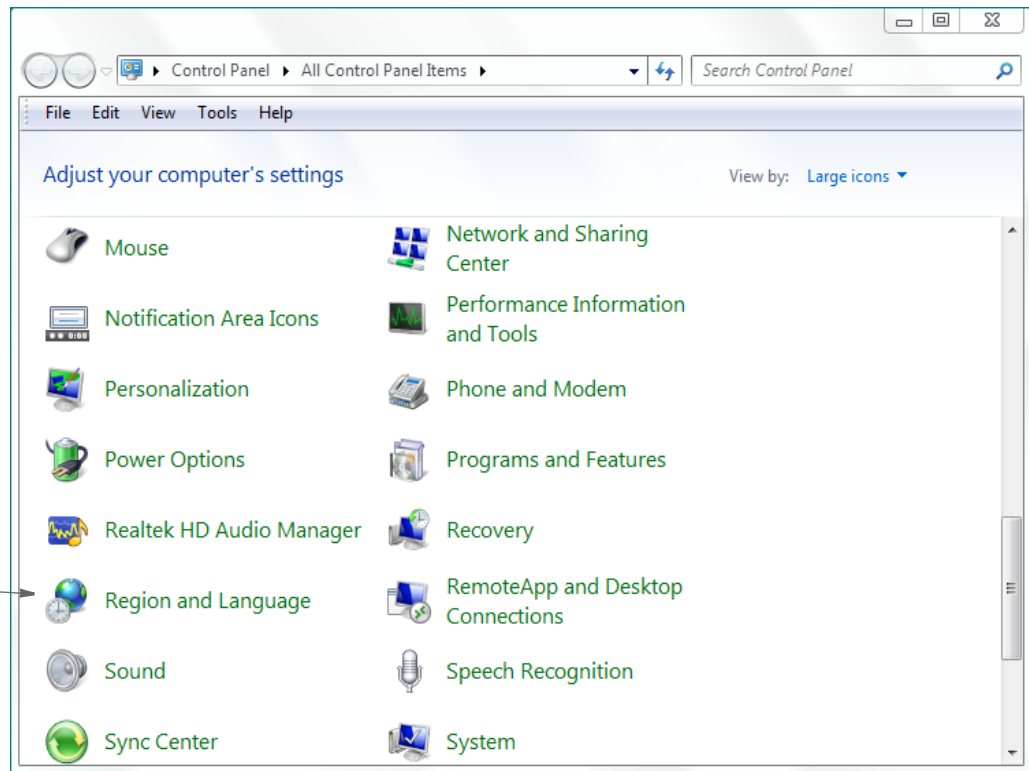 Control Panel All Control Panel Items Search Control Panel
File Edit View Tools Help
Adjust your computer's settings
View by: Large icons
Mouse
Network and Sharing
Center
Notification Area Icons
Performance Information
and Tools
Personalization
Phone and Modem
Power Options
Programs and Features
Realtek HD Audio Manager
Recovery
Region and Language
RemoteApp and Desktop
Connections
Sound
Speech Recognition
Sync Center
System